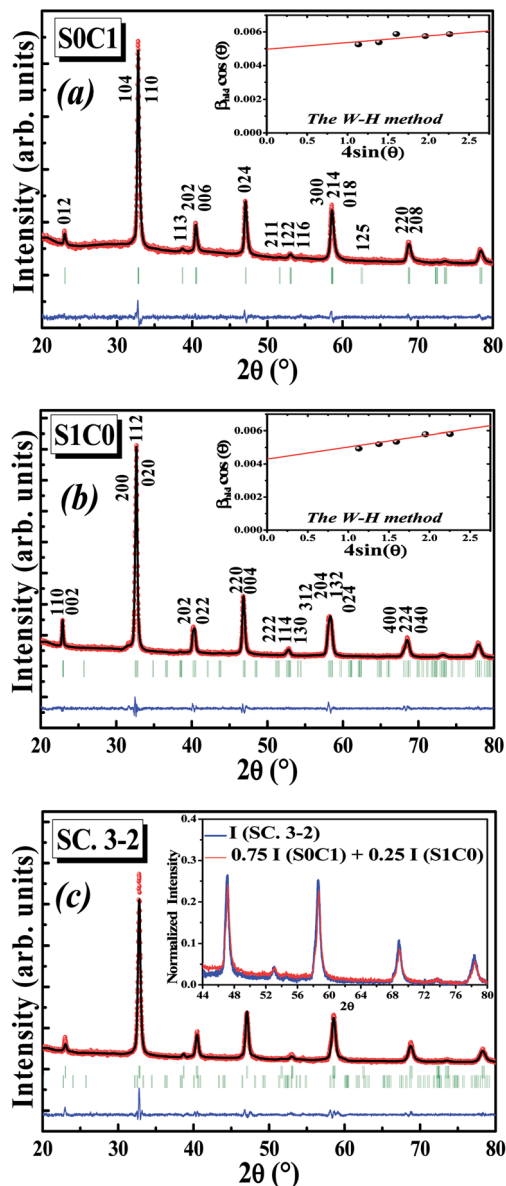 S0C1
(a)
Intensity (arb. units)
012
104
110
113
202
006
024
211
122
116
300
214
018
125
220
208
β_hkl cos(θ)
0.006
0.004
0.002
0.000
The W-H method
0.0 0.5 1.0 1.5 2.0 2.5
4sin(θ)
20 30 40 50 60 70 80
2θ (°)
S1C0
(b)
Intensity (arb. units)
110
002
200
112
020
202
022
220
004
222
114
130
312
204
132
024
400
224
040
β_hkl cos(θ)
0.006
0.004
0.002
0.000
The W-H method
0.0 0.5 1.0 1.5 2.0 2.5
4sin(θ)
20 30 40 50 60 70 80
2θ (°)
SC. 3-2
(c)
Intensity (arb. units)
I (SC. 3-2)
0.75 I (S0C1) + 0.25 I (S1C0)
Normalized Intensity
0.4
0.3
0.2
0.1
0.0
44 48 52 56 60 64 68 72 76 80
2θ
20 30 40 50 60 70 80
2θ (°)